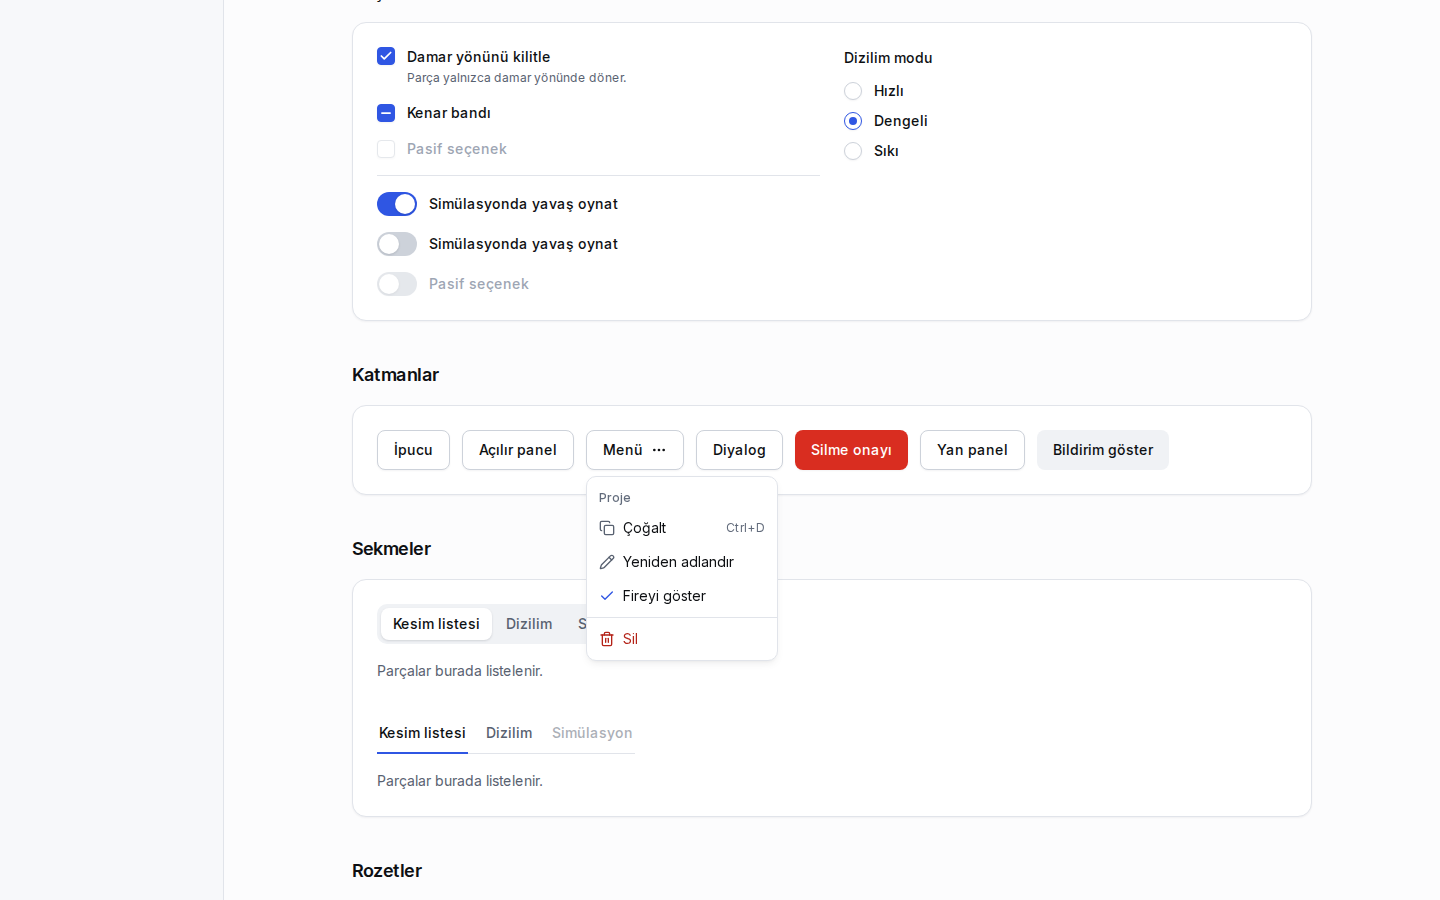 Damar yönünü kilitle
Parça yalnızca damar yönünde döner.
Kenar bandı
Pasif seçenek
Simülasyonda yavaş oynat
Simülasyonda yavaş oynat
Pasif seçenek
Dizilim modu
Hızlı
Dengeli
Sıkı
Katmanlar
İpucu
Açılır panel
Menü
Diyalog
Silme onayı
Yan panel
Bildirim göster
Proje
Çoğalt Ctrl+D
Yeniden adlandır
Fireyi göster
Sil
Sekmeler
Kesim listesi
Dizilim
Parçalar burada listelenir.
Kesim listesi
Dizilim
Simülasyon
Parçalar burada listelenir.
Rozetler